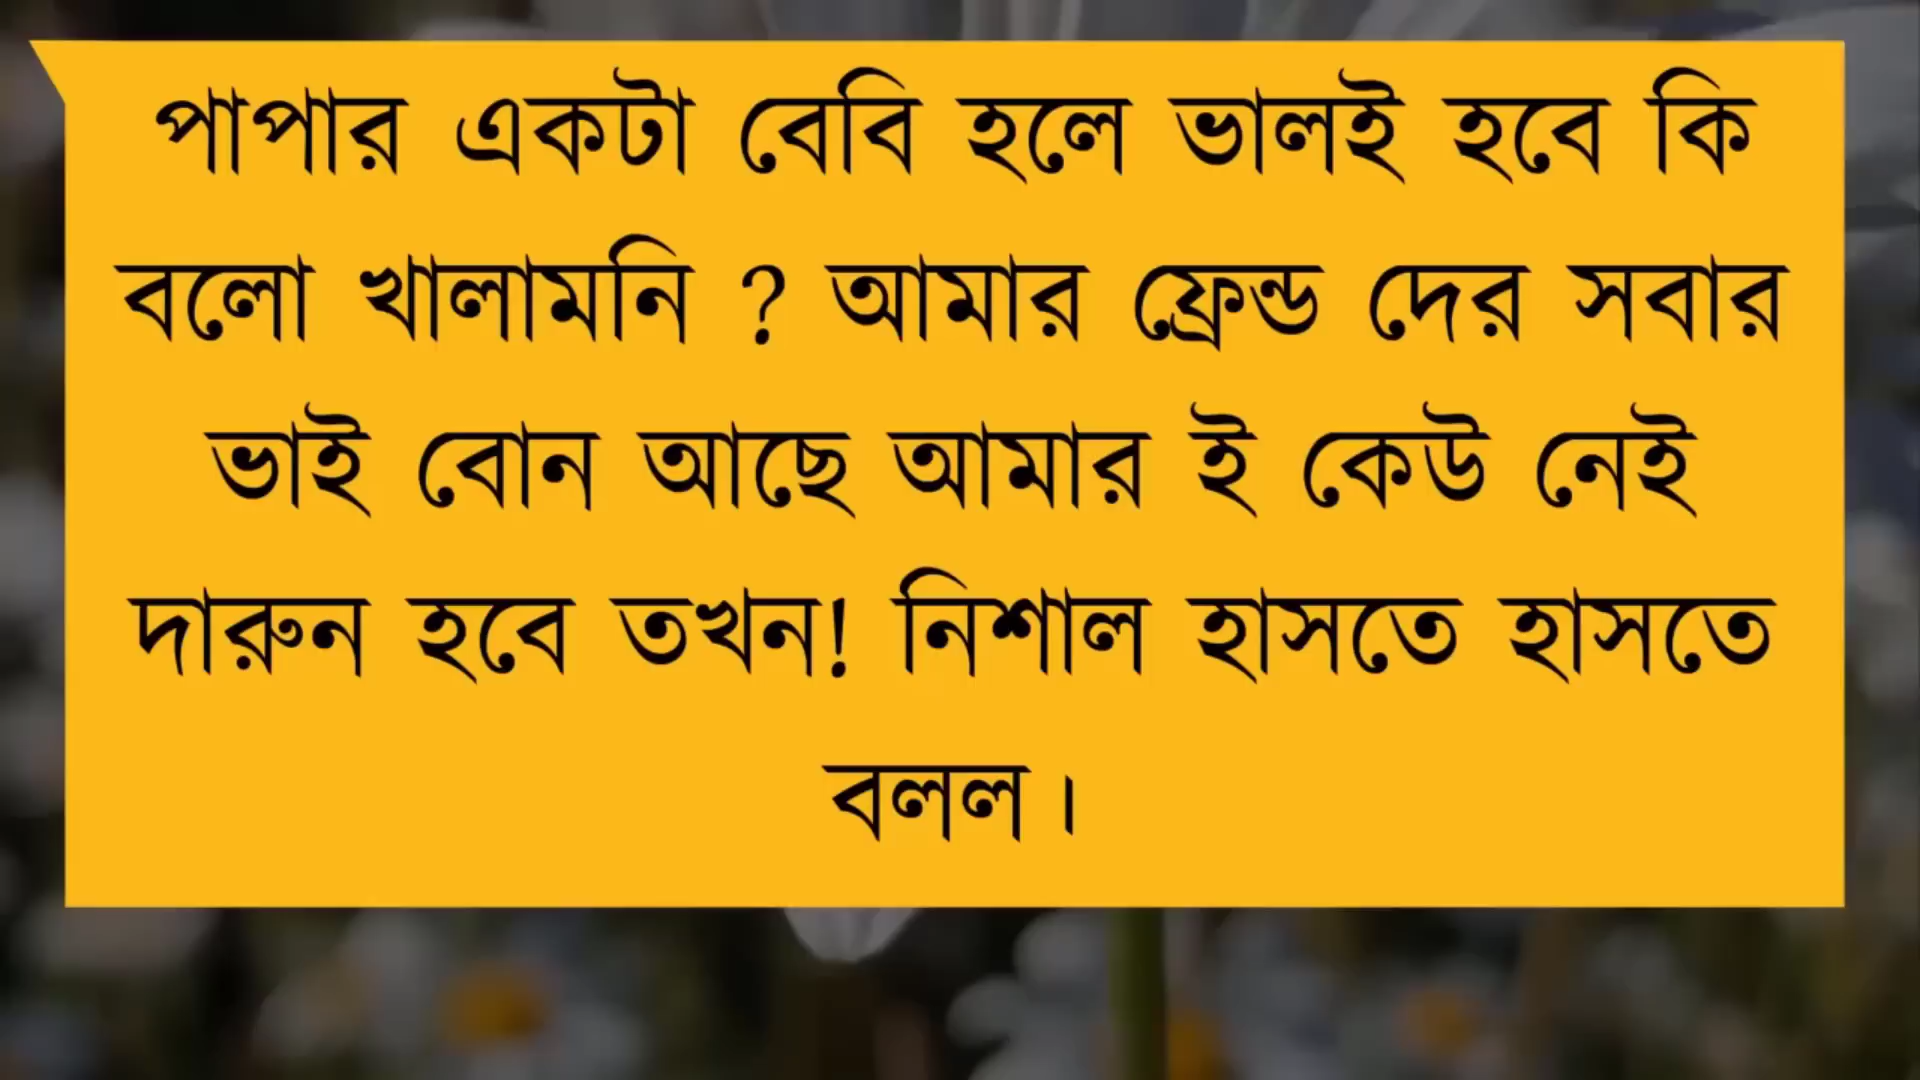 পাপার একটা বেবি হলে ভালই হবে কি
বলো খালামনি ? আমার ফ্রেন্ড দের সবার
ভাই বোন আছে আমার ই কেউ নেই
দারুন হবে তখন! নিশাল হাসতে হাসতে
বলল।